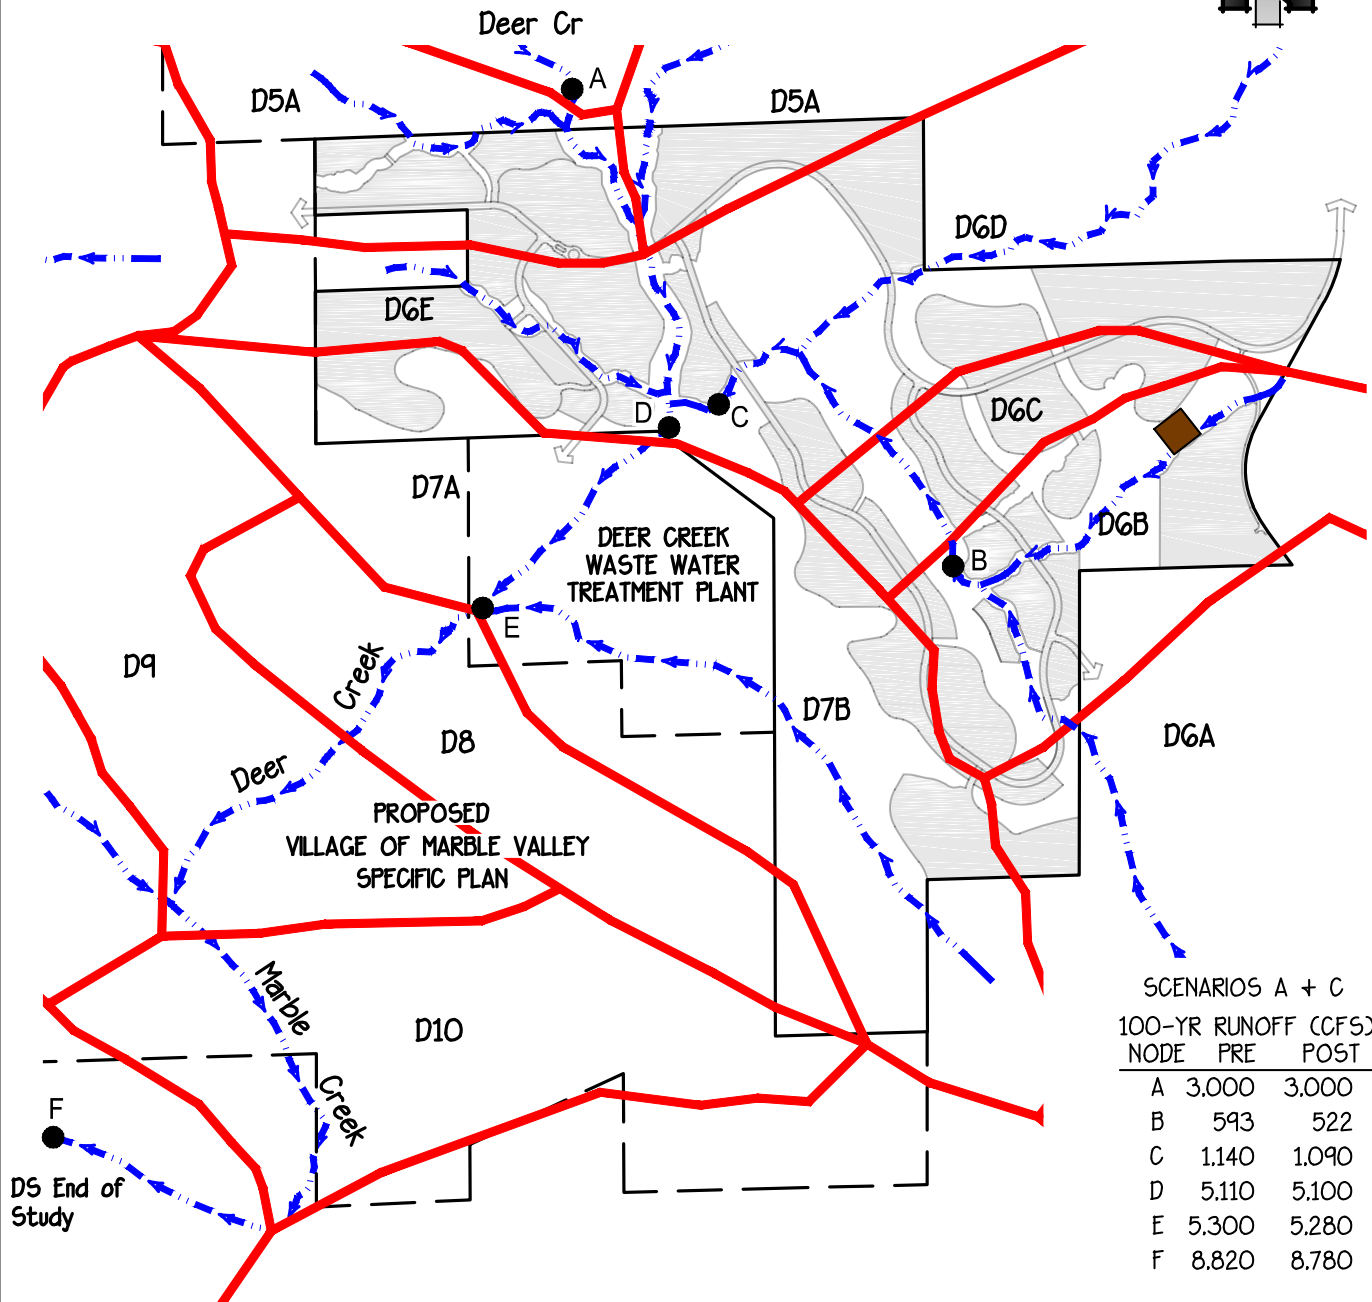 Deer Cr
A
D5A
D5A
D6D
D6E
D6C
D
C
D7A
D6B
DEER CREEK
WASTE WATER
TREATMENT PLANT
B
E
D9
Creek
D7B
D8
D6A
Deer
PROPOSED
VILLAGE OF MARBLE VALLEY
SPECIFIC PLAN
Marble
Creek
D10
F
DS End of
Study
SCENARIOS A + C
100-YR RUNOFF (CFS)
NODE PRE POST
A 3,000 3,000
B 593 522
C 1,140 1,090
D 5,110 5,100
E 5,300 5,280
F 8,820 8,780